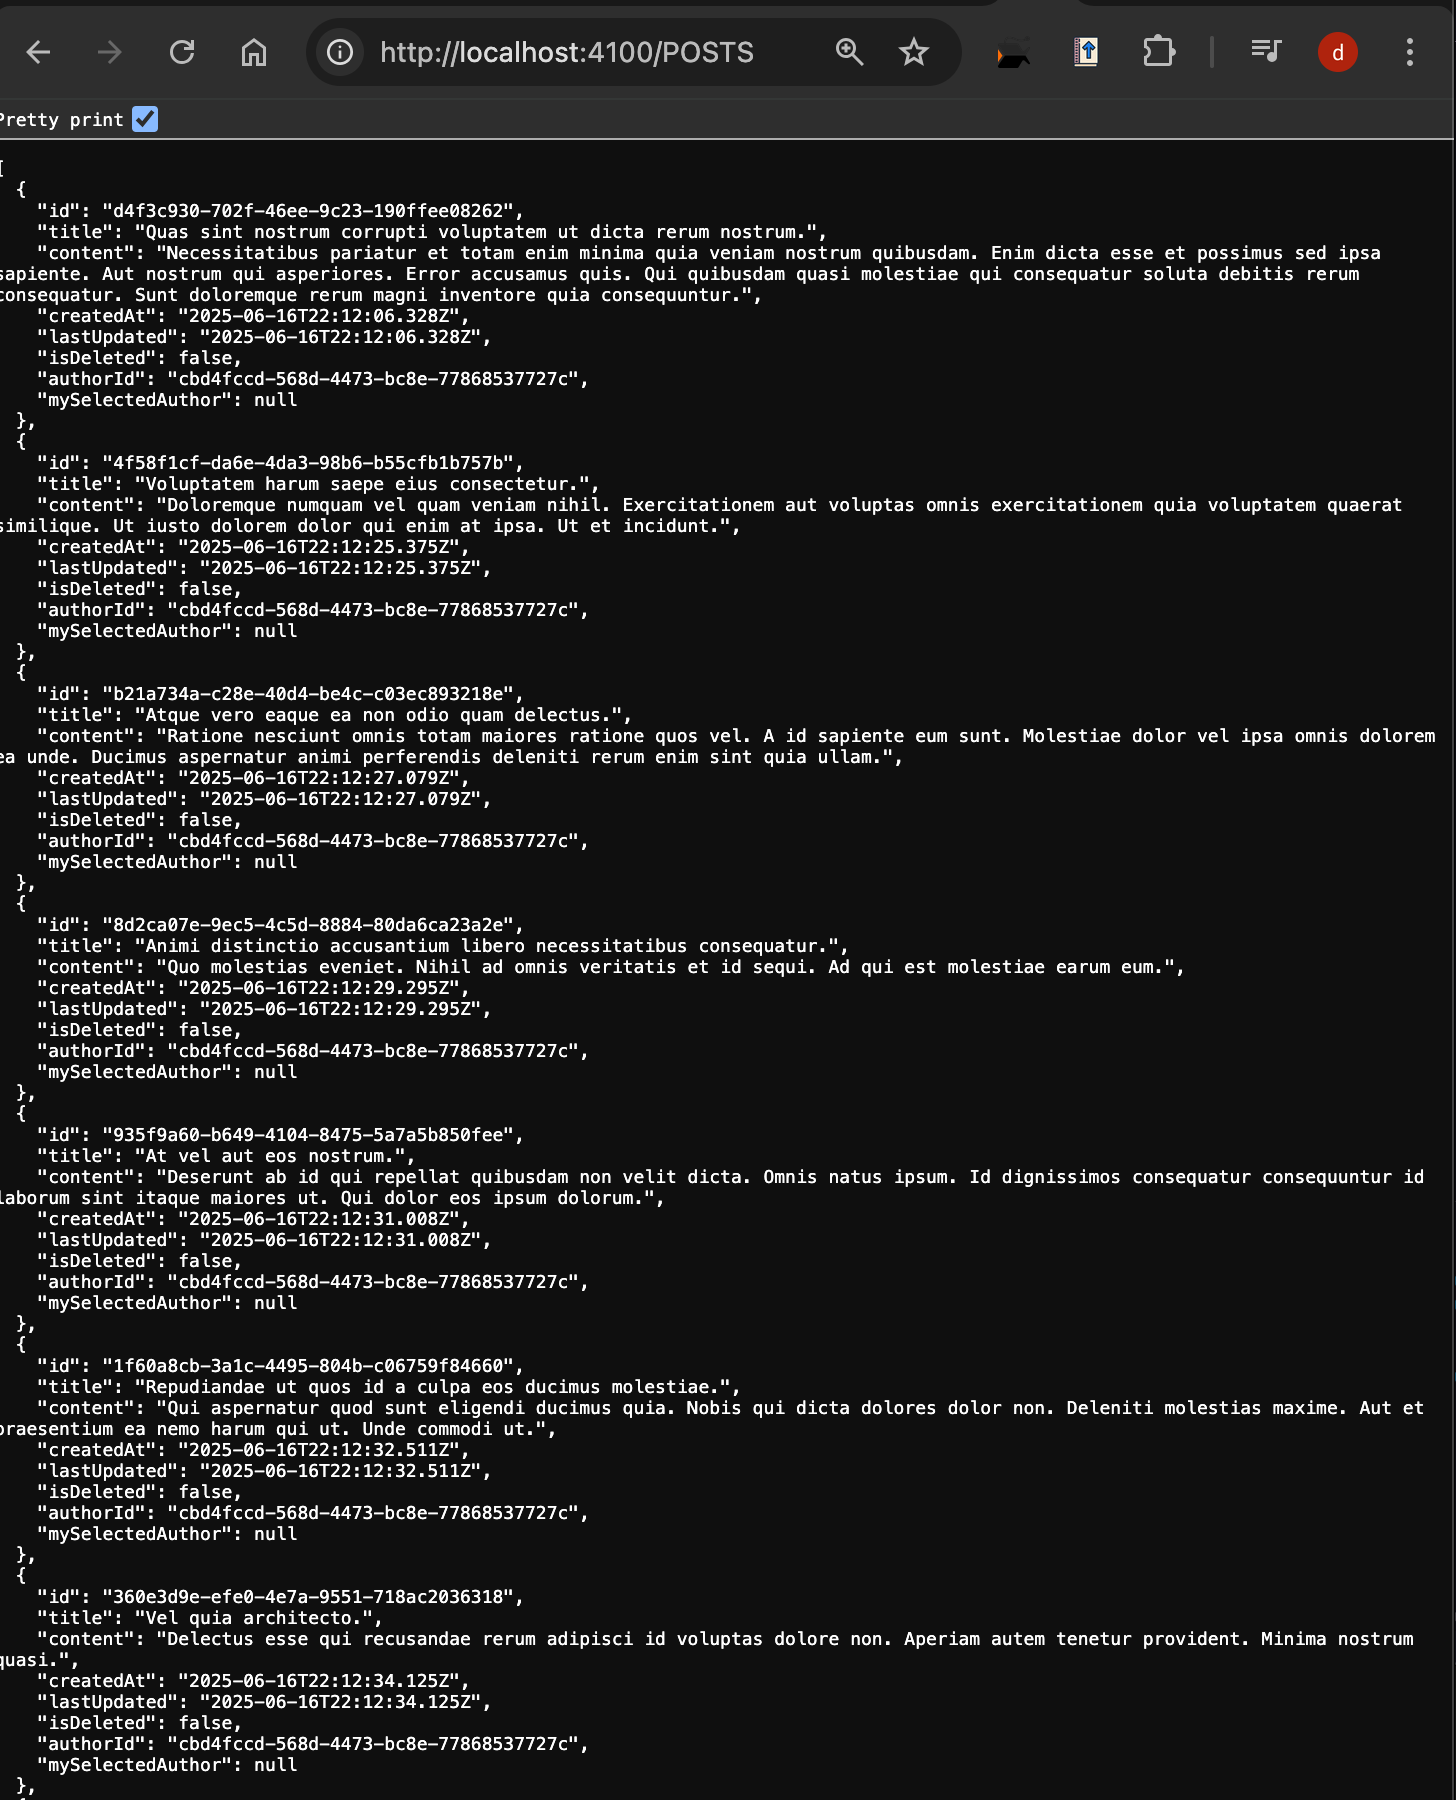 http://localhost:4100/POSTS
d
Pretty print
[
{
"id": "d4f3c930-702f-46ee-9c23-190ffee08262",
"title": "Quas sint nostrum corrupti voluptatem ut dicta rerum nostrum.",
"content": "Necessitatibus pariatur et totam enim minima quia veniam nostrum quibusdam. Enim dicta esse et possimus sed ipsa
sapiente. Aut nostrum qui asperiores. Error accusamus quis. Qui quibusdam quasi molestiae qui consequatur soluta debitis rerum
consequatur. Sunt doloremque rerum magni inventore quia consequuntur.",
"createdAt": "2025-06-16T22:12:06.328Z",
"lastUpdated": "2025-06-16T22:12:06.328Z",
"isDeleted": false,
"authorId": "cbd4fccd-568d-4473-bc8e-77868537727c",
"mySelectedAuthor": null
},
{
"id": "4f58f1cf-da6e-4da3-98b6-b55cfb1b757b",
"title": "Voluptatem harum saepe eius consectetur.",
"content": "Doloremque numquam vel quam veniam nihil. Exercitationem aut voluptas omnis exercitationem quia voluptatem quaerat
similique. Ut iusto dolorem dolor qui enim at ipsa. Ut et incidunt.",
"createdAt": "2025-06-16T22:12:25.375Z",
"lastUpdated": "2025-06-16T22:12:25.375Z",
"isDeleted": false,
"authorId": "cbd4fccd-568d-4473-bc8e-77868537727c",
"mySelectedAuthor": null
},
{
"id": "b21a734a-c28e-40d4-be4c-c03ec893218e",
"title": "Atque vero eaque ea non odio quam delectus.",
"content": "Ratione nesciunt omnis totam maiores ratione quos vel. A id sapiente eum sunt. Molestiae dolor vel ipsa omnis dolorem
ea unde. Ducimus aspernatur animi perferendis deleniti rerum enim sint quia ullam.",
"createdAt": "2025-06-16T22:12:27.079Z",
"lastUpdated": "2025-06-16T22:12:27.079Z",
"isDeleted": false,
"authorId": "cbd4fccd-568d-4473-bc8e-77868537727c",
"mySelectedAuthor": null
},
{
"id": "8d2ca07e-9ec5-4c5d-8884-80da6ca23a2e",
"title": "Animi distinctio accusantium libero necessitatibus consequatur.",
"content": "Quo molestias eveniet. Nihil ad omnis veritatis et id sequi. Ad qui est molestiae earum eum.",
"createdAt": "2025-06-16T22:12:29.295Z",
"lastUpdated": "2025-06-16T22:12:29.295Z",
"isDeleted": false,
"authorId": "cbd4fccd-568d-4473-bc8e-77868537727c",
"mySelectedAuthor": null
},
{
"id": "935f9a60-b649-4104-8475-5a7a5b850fee",
"title": "At vel aut eos nostrum.",
"content": "Deserunt ab id qui repellat quibusdam non velit dicta. Omnis natus ipsum. Id dignissimos consequatur consequuntur id
laborum sint itaque maiores ut. Qui dolor eos ipsum dolorum.",
"createdAt": "2025-06-16T22:12:31.008Z",
"lastUpdated": "2025-06-16T22:12:31.008Z",
"isDeleted": false,
"authorId": "cbd4fccd-568d-4473-bc8e-77868537727c",
"mySelectedAuthor": null
},
{
"id": "1f60a8cb-3a1c-4495-804b-c06759f84660",
"title": "Repudiandae ut quos id a culpa eos ducimus molestiae.",
"content": "Qui aspernatur quod sunt eligendi ducimus quia. Nobis qui dicta dolores dolor non. Deleniti molestias maxime. Aut et
praesentium ea nemo harum qui ut. Unde commodi ut.",
"createdAt": "2025-06-16T22:12:32.511Z",
"lastUpdated": "2025-06-16T22:12:32.511Z",
"isDeleted": false,
"authorId": "cbd4fccd-568d-4473-bc8e-77868537727c",
"mySelectedAuthor": null
},
{
"id": "360e3d9e-efe0-4e7a-9551-718ac2036318",
"title": "Vel quia architecto.",
"content": "Delectus esse qui recusandae rerum adipisci id voluptas dolore non. Aperiam autem tenetur provident. Minima nostrum
quasi.",
"createdAt": "2025-06-16T22:12:34.125Z",
"lastUpdated": "2025-06-16T22:12:34.125Z",
"isDeleted": false,
"authorId": "cbd4fccd-568d-4473-bc8e-77868537727c",
"mySelectedAuthor": null
},